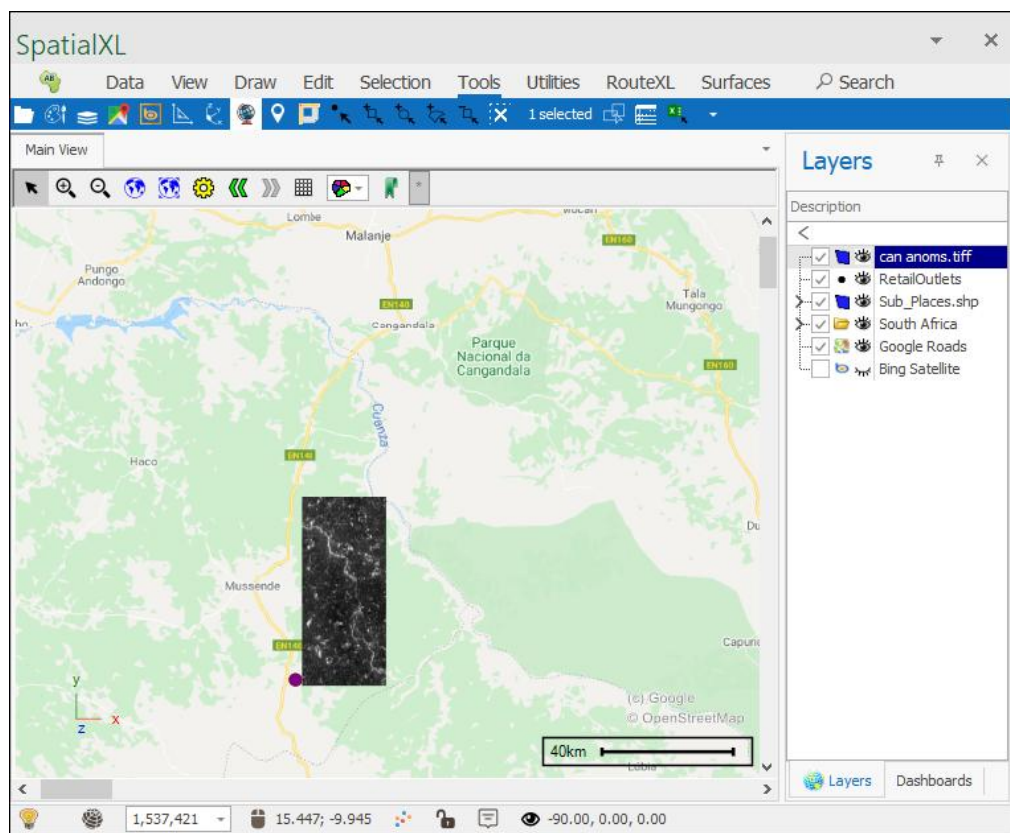 SpatialXL
Data View Draw Edit Selection Tools Utilities RouteXL Surfaces Search
1 selected
Main View
Layers
Description
can anoms.tiff
RetailOutlets
Sub_Places.shp
South Africa
Google Roads
Bing Satellite
Lombe
Malanje
EN160
Pungo
Andongo
Tala
Mungongo
EN140
Cangandala
Parque
Nacional da
Cangandala
EN160
Cuanza
EN140
Haco
Du
Mussende
EN140
y
x
z
(c) Google
© OpenStreetMap
40km
Layers Dashboards
1,537,421 15.447; -9.945 -90.00, 0.00, 0.00